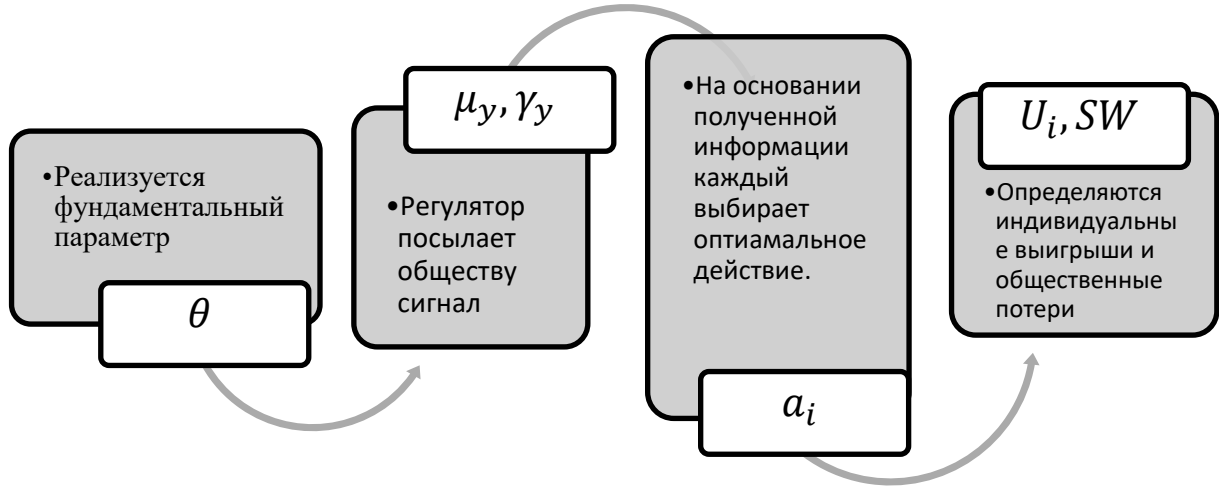 •Реализуется
фундаментальный
параметр
θ
μ_y, γ_y
•Регулятор
посылает
обществу
сигнал
•На основании
полученной
информации
каждый
выбирает
оптиамальное
действие.
a_i
U_i, SW
•Определяются
индивидуальны
е выигрыши и
общественные
потери